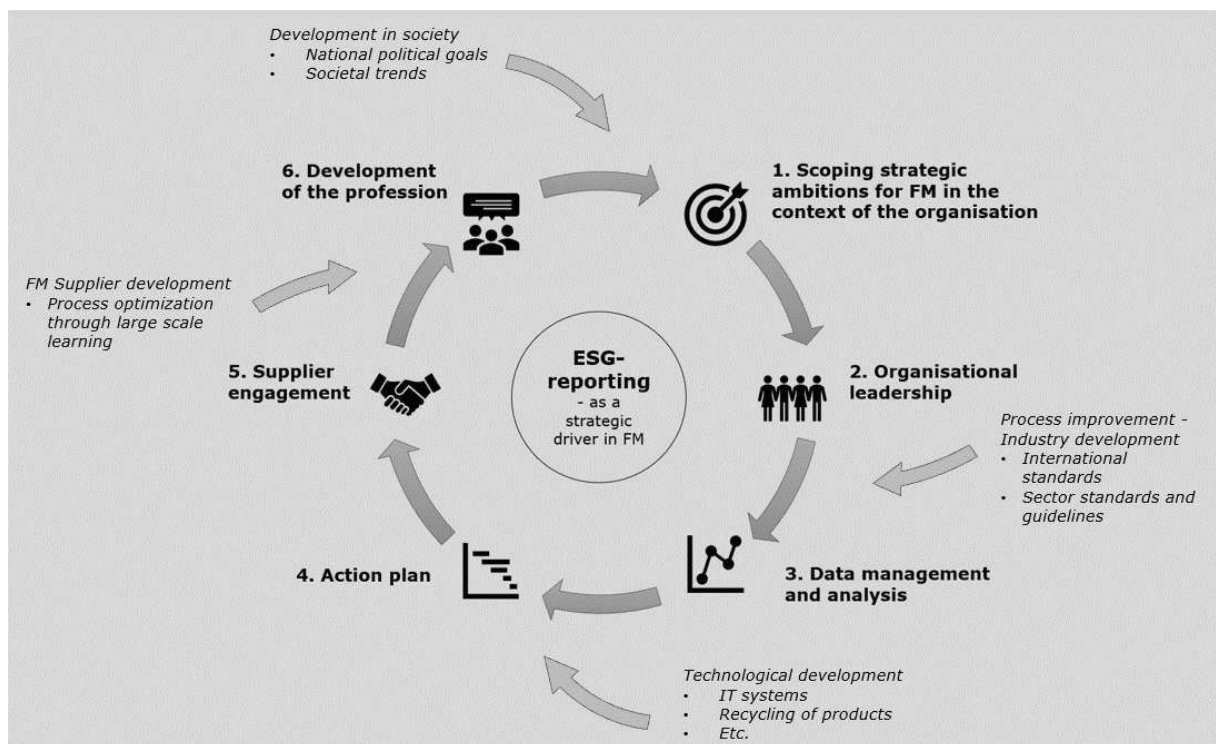 Development in society
• National political goals
• Societal trends
6. Development
of the profession
1. Scoping strategic
ambitions for FM in the
context of the organisation
FM Supplier development
• Process optimization
through large scale
learning
5. Supplier
engagement
ESG-
reporting
- as a
strategic
driver in FM
2. Organisational
leadership
Process improvement -
Industry development
• International
standards
• Sector standards and
guidelines
4. Action plan
3. Data management
and analysis
Technological development
• IT systems
• Recycling of products
• Etc.